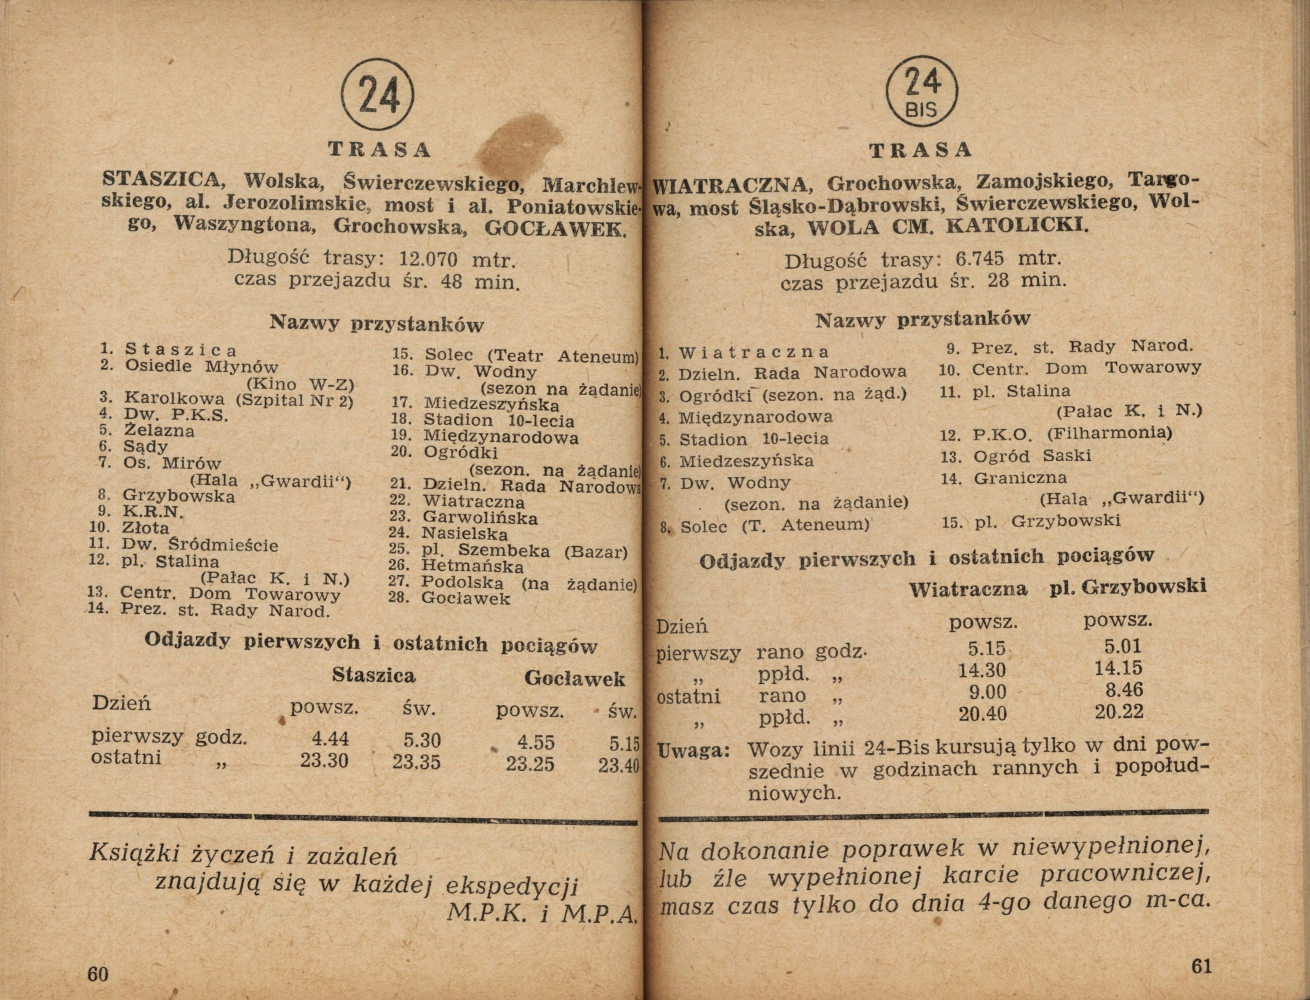 24
TRASA
STASZICA, Wolska, Świerczewskiego, Marchlew-
skiego, al. Jerozolimskie, most i al. Poniatowskie-
go, Waszyngtona, Grochowska, GOCŁAWEK.
Długość trasy: 12.070 mtr.
czas przejazdu śr. 48 min.
Nazwy przystanków
1. Staszica
2. Osiedle Młynów
(Kino W-Z)
3. Karolkowa (Szpital Nr 2)
4. Dw. P.K.S.
5. Żelazna
6. Sądy
7. Os. Mirów
(Hala „Gwardii“)
8. Grzybowska
9. K.R.N.
10. Złota
11. Dw. Śródmieście
12. pl. Stalina
(Pałac K. i N.)
13. Centr. Dom Towarowy
14. Prez. st. Rady Narod.
15. Solec (Teatr Ateneum)
16. Dw. Wodny
(sezon na żądanie)
17. Miedzeszyńska
18. Stadion 10-lecia
19. Międzynarodowa
20. Ogródki
(sezon. na żądanie)
21. Dzieln. Rada Narodowa
22. Wiatraczna
23. Garwolińska
24. Nasielska
25. pl. Szembeka (Bazar)
26. Hetmańska
27. Podolska (na żądanie)
28. Gocławek
Odjazdy pierwszych i ostatnich pociągów
Staszica Gocławek
Dzień powsz. św. powsz. św.
pierwszy godz. 4.44 5.30 4.55 5.15
ostatni „ 23.30 23.35 23.25 23.40
Książki życzeń i zażaleń
znajdują się w każdej ekspedycji
M.P.K. i M.P.A.
60
24
BIS
TRASA
WIATRACZNA, Grochowska, Zamojskiego, Targo-
wa, most Śląsko-Dąbrowski, Świerczewskiego, Wol-
ska, WOLA CM. KATOLICKI.
Długość trasy: 6.745 mtr.
czas przejazdu śr. 28 min.
Nazwy przystanków
1. Wiatraczna
2. Dzieln. Rada Narodowa
3. Ogródki (sezon. na żąd.)
4. Międzynarodowa
5. Stadion 10-lecia
6. Miedzeszyńska
7. Dw. Wodny
(sezon. na żądanie)
8. Solec (T. Ateneum)
9. Prez. st. Rady Narod.
10. Centr. Dom Towarowy
11. pl. Stalina
(Pałac K. i N.)
12. P.K.O. (Filharmonia)
13. Ogród Saski
14. Graniczna
(Hala „Gwardii“)
15. pl. Grzybowski
Odjazdy pierwszych i ostatnich pociągów
Wiatraczna pl. Grzybowski
Dzień powsz. powsz.
pierwszy rano godz. 5.15 5.01
„ ppłd. „ 14.30 14.15
ostatni rano „ 9.00 8.46
„ ppłd. „ 20.40 20.22
Uwaga: Wozy linii 24-Bis kursują tylko w dni pow-
szednie w godzinach rannych i popołud-
niowych.
Na dokonanie poprawek w niewypełnionej,
lub źle wypełnionej karcie pracowniczej,
masz czas tylko do dnia 4-go danego m-ca.
61